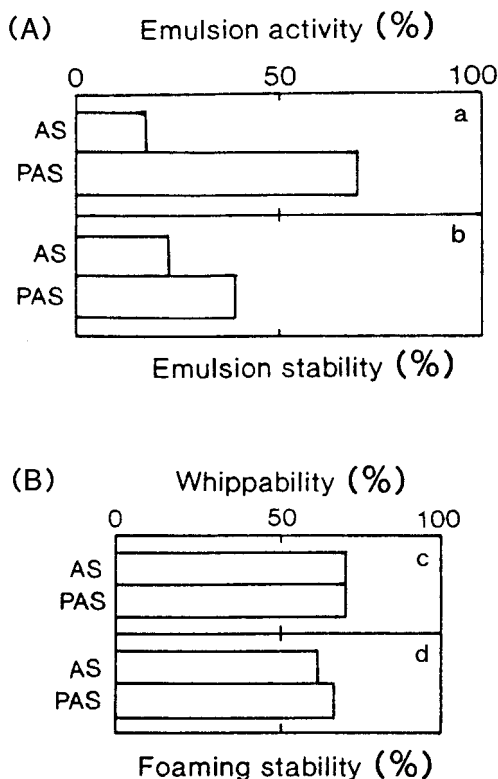 (A) Emulsion activity (%)
0 50 100
a
AS
PAS
b
AS
PAS
Emulsion stability (%)
(B) Whippability (%)
0 50 100
c
AS
PAS
d
AS
PAS
Foaming stability (%)